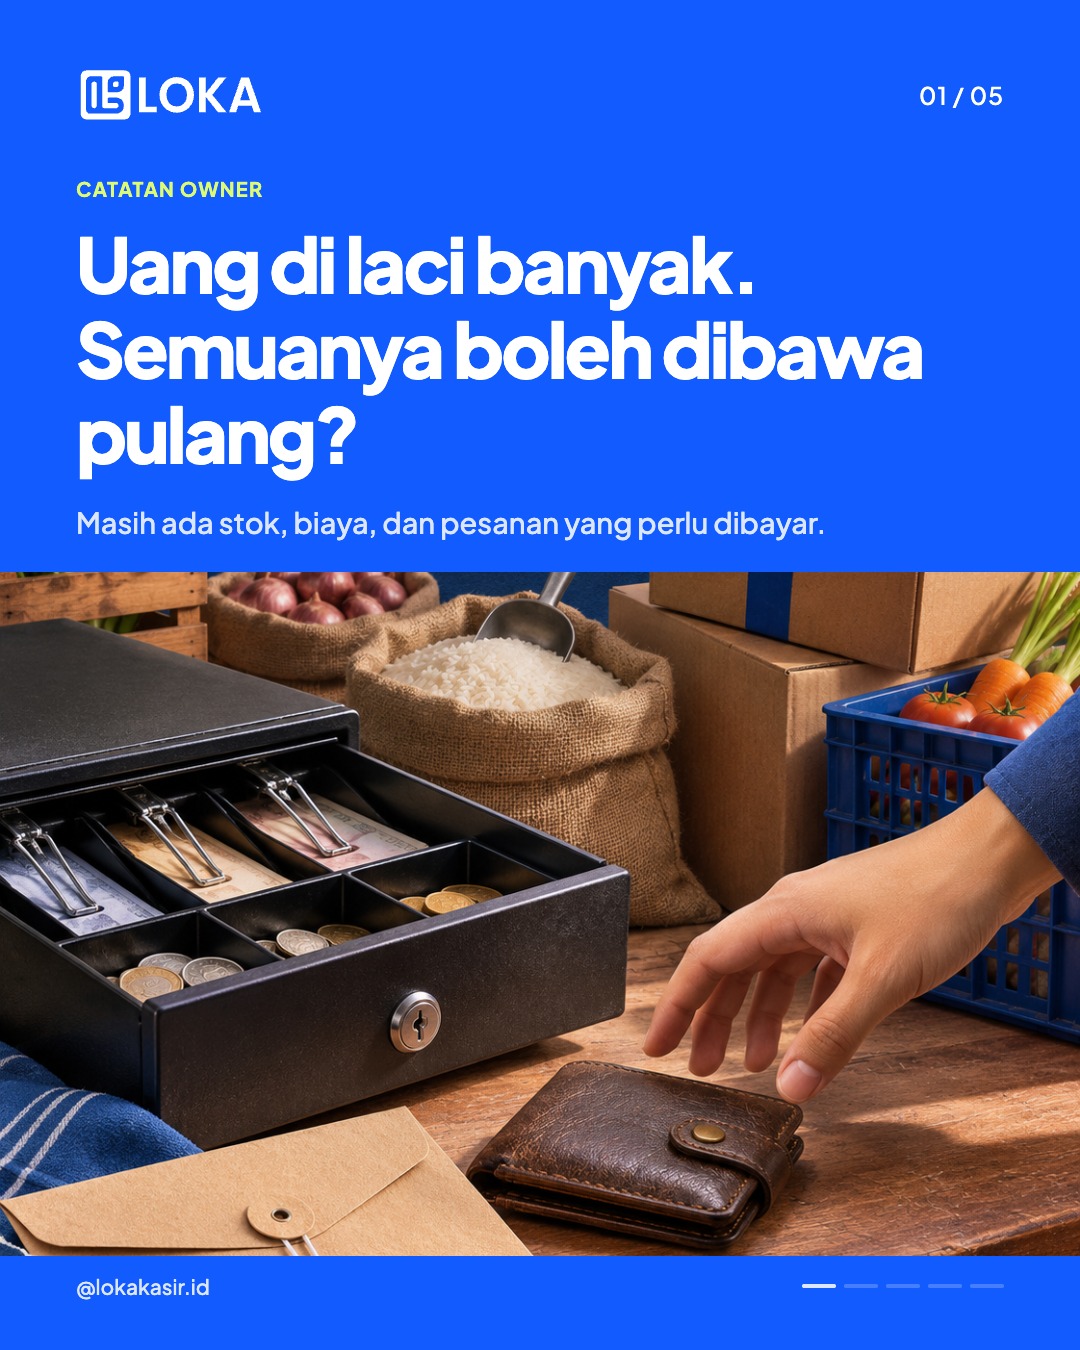 LOKA
01 / 05
CATATAN OWNER
Uang di laci banyak.
Semuanya boleh dibawa
pulang?
Masih ada stok, biaya, dan pesanan yang perlu dibayar.
@lokakasir.id